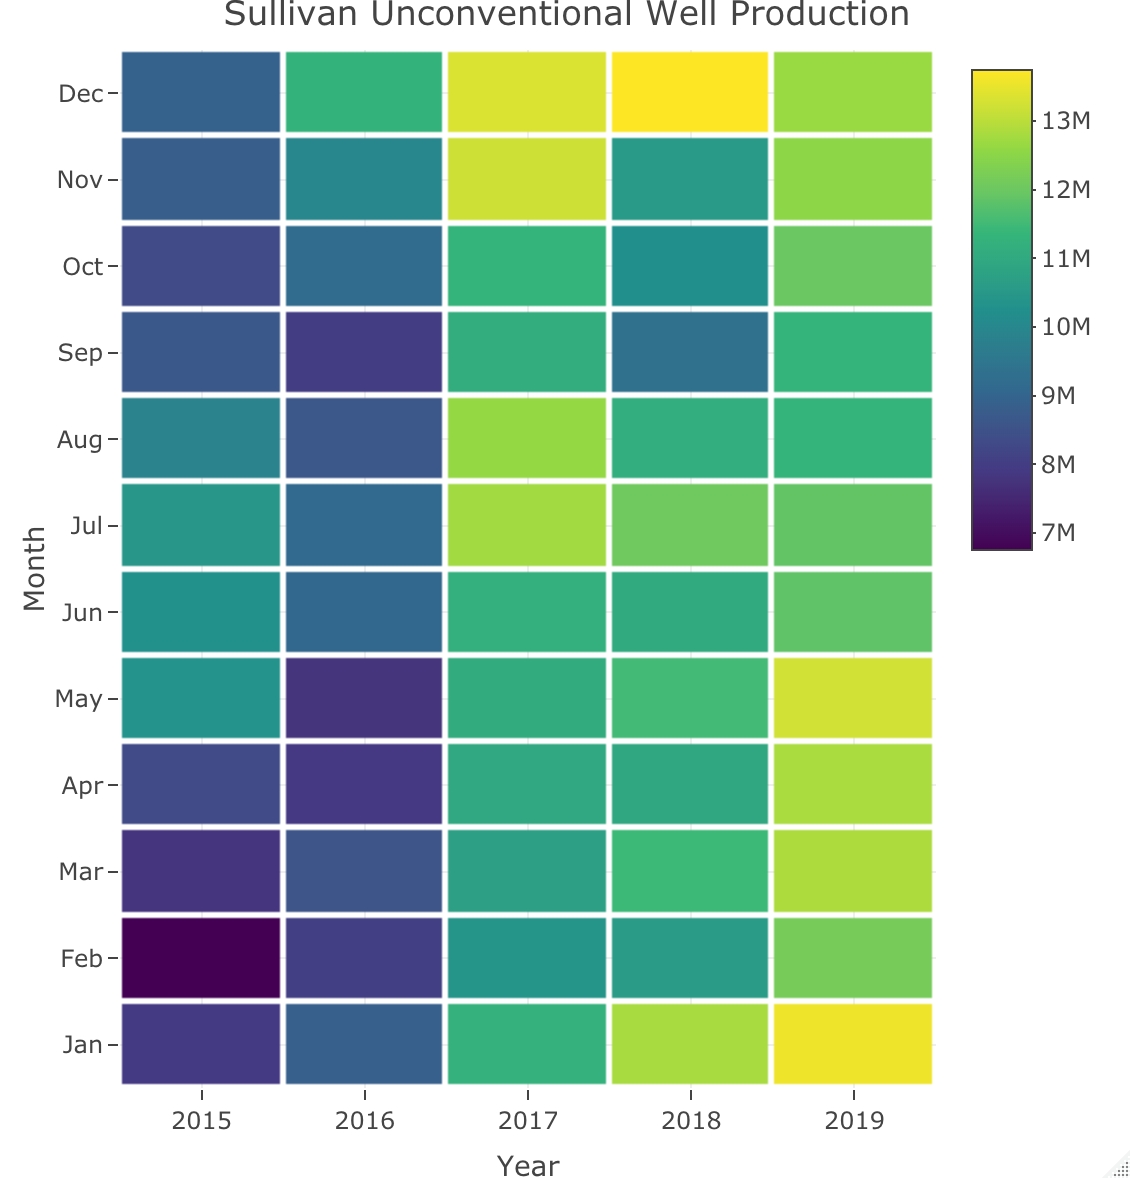 Sullivan Unconventional Well Production
Dec
Nov
Oct
Sep
Aug
Jul
Jun
May
Apr
Mar
Feb
Jan
Month
2015 2016 2017 2018 2019
Year
13M
12M
11M
10M
9M
8M
7M